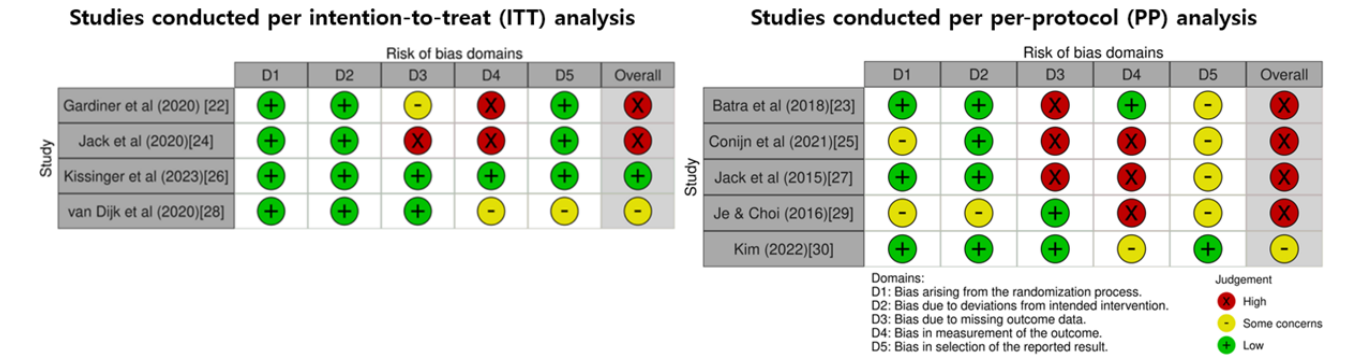 Studies conducted per intention-to-treat (ITT) analysis
Risk of bias domains
D1 D2 D3 D4 D5 Overall
Study
Gardiner et al (2020) [22] + + - X + X
Jack et al (2020)[24] + + X X + X
Kissinger et al (2023)[26] + + + + + +
van Dijk et al (2020)[28] + + + - - -
Studies conducted per per-protocol (PP) analysis
Risk of bias domains
D1 D2 D3 D4 D5 Overall
Study
Batra et al (2018)[23] + + X + - X
Conijn et al (2021)[25] - + X X - X
Jack et al (2015)[27] + + X X - X
Je & Choi (2016)[29] - - + X - X
Kim (2022)[30] + + + - + -
Domains:
D1: Bias arising from the randomization process.
D2: Bias due to deviations from intended intervention.
D3: Bias due to missing outcome data.
D4: Bias in measurement of the outcome.
D5: Bias in selection of the reported result.
Judgement
X High
- Some concerns
+ Low